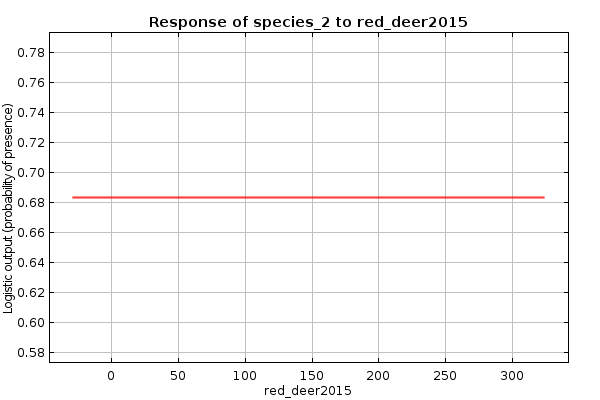 Response of species_2 to red_deer2015
Logistic output (probability of presence)
0.78
0.76
0.74
0.72
0.70
0.68
0.66
0.64
0.62
0.60
0.58
0 50 100 150 200 250 300
red_deer2015